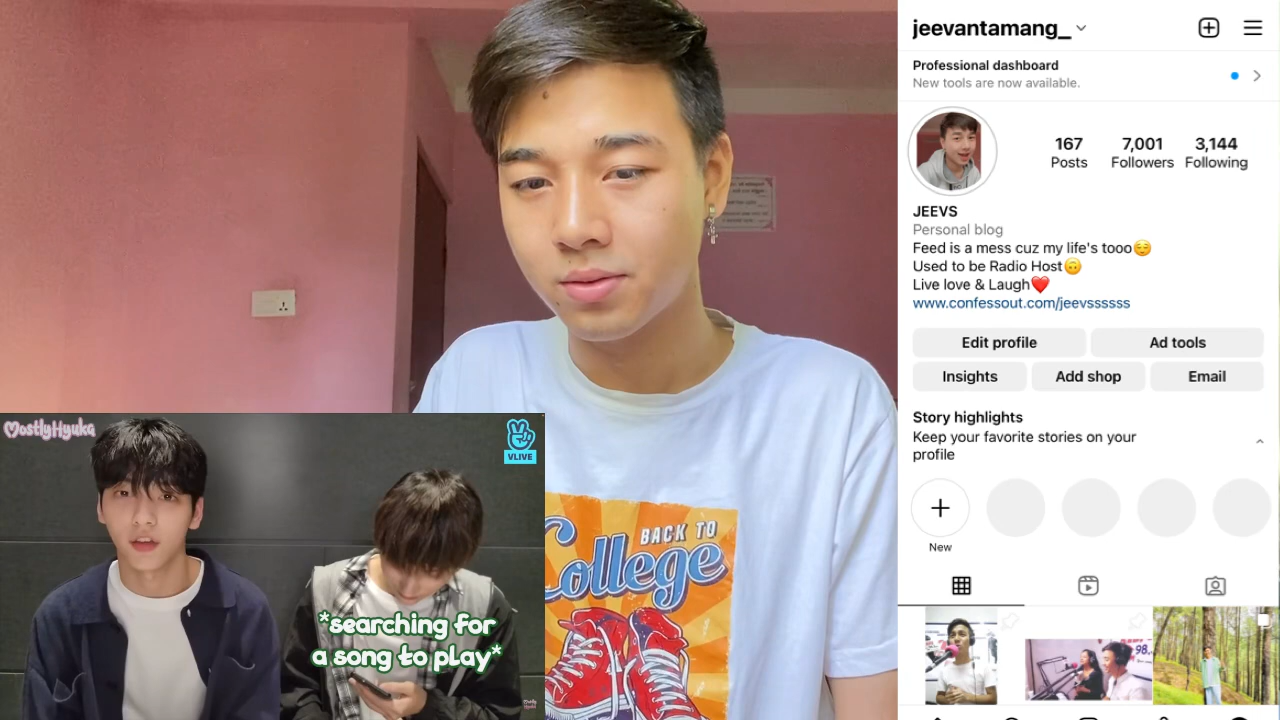 jeevantamang_
Professional dashboard
New tools are now available.
167
Posts
7,001
Followers
3,144
Following
JEEVS
Personal blog
Feed is a mess cuz my life's tooo😌
Used to be Radio Host🙃
Live love & Laugh❤️
www.confessout.com/jeevssssss
Edit profile
Ad tools
Insights
Add shop
Email
Story highlights
Keep your favorite stories on your
profile
New
98.
MostlyHyuka
VLIVE
*searching for
a song to play*
BACK TO
College